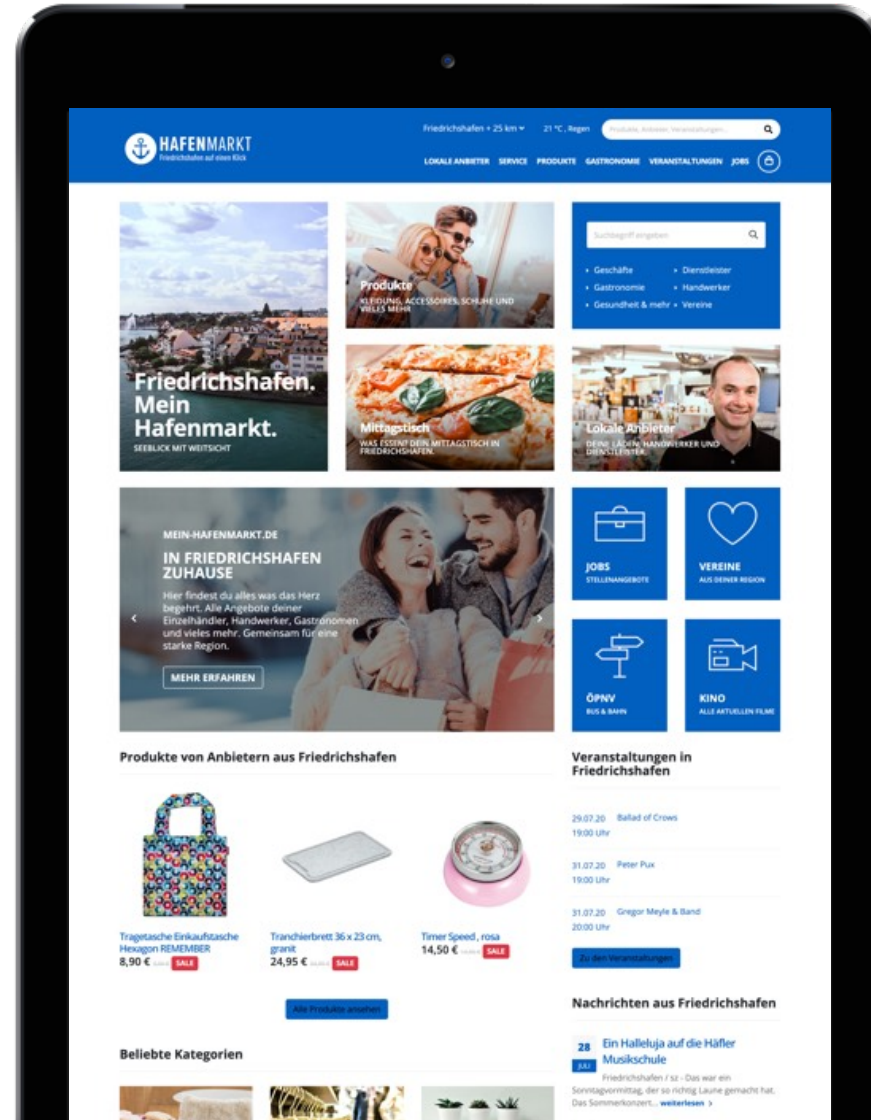 HAFENMARKT
Friedrichshafen auf einen Klick
Friedrichshafen + 25 km
21 °C, Regen
Produkte, Anbieter, Veranstaltungen...
LOKALE ANBIETER SERVICE PRODUKTE GASTRONOMIE VERANSTALTUNGEN JOBS
Friedrichshafen.
Mein
Hafenmarkt.
SEEBLICK MIT WEITSICHT
Produkte
KLEIDUNG, ACCESSOIRES, SCHUHE UND
VIELES MEHR
Suchbegriff eingeben
Geschäfte
Dienstleister
Gastronomie
Handwerker
Gesundheit & mehr
Vereine
Mittagstisch
WAS ESSEN? DEIN MITTAGSTISCH IN
FRIEDRICHSHAFEN.
Lokale Anbieter
DEINE LÄDEN, HANDWERKER UND
DIENSTLEISTER.
MEIN-HAFENMARKT.DE
IN FRIEDRICHSHAFEN
ZUHAUSE
Hier findest du alles was das Herz
begehrt. Alle Angebote deiner
Einzelhändler, Handwerker, Gastronomen
und vieles mehr. Gemeinsam für eine
starke Region.
MEHR ERFAHREN
JOBS
STELLENANGEBOTE
VEREINE
AUS DEINER REGION
ÖPNV
BUS & BAHN
KINO
ALLE AKTUELLEN FILME
Produkte von Anbietern aus Friedrichshafen
Tragetasche Einkaufstasche
Hexagon REMEMBER
8,90 € SALE
Tranchierbrett 36 x 23 cm,
granit
24,95 € SALE
Timer Speed , rosa
14,50 € SALE
Alle Produkte ansehen
Beliebte Kategorien
Veranstaltungen in
Friedrichshafen
29.07.20 Ballad of Crows
19:00 Uhr
31.07.20 Peter Pux
19:00 Uhr
31.07.20 Gregor Meyle & Band
20:00 Uhr
Zu den Veranstaltungen
Nachrichten aus Friedrichshafen
28
JULI
Ein Halleluja auf die Häfler
Musikschule
Friedrichshafen / sz - Das war ein
Sonntagvormittag, der so richtig Laune gemacht hat.
Das Sommerkonzert... weiterlesen >